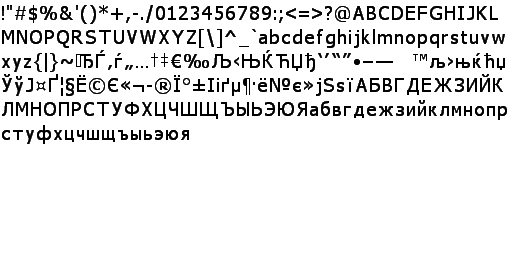 !"#$%&'()*+,-./0123456789:;<=>?@ABCDEFGHIJKL
MNOPQRSTUVWXYZ[\]^_`abcdefghijklmnopqrstuvw
xyz{|}~ЂЃ‚ѓ„…†‡€‰Љ‹ЊЌЋЏђ‘’“”•–— ™љ›њќћџ
ЎўЈ¤Ґ¦§Ё©Є«¬-®Ї°±Ііґµ¶·ё№є»јЅѕїАБВГДЕЖЗИЙК
ЛМНОПРСТУФХЦЧШЩЪЫЬЭЮЯабвгдежзийклмнопр
стуфхцчшщъыьэюя